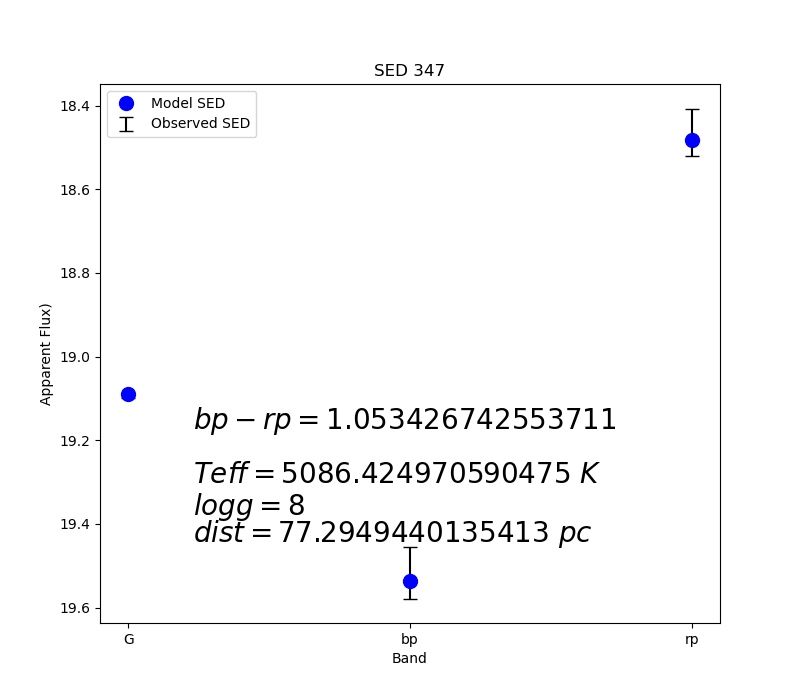 SED 347
Model SED
Observed SED
18.4
18.6
18.8
19.0
19.2
19.4
19.6
Apparent Flux)
bp − rp = 1.053426742553711
Teff = 5086.424970590475 K
logg = 8
dist = 77.2949440135413 pc
G bp rp
Band